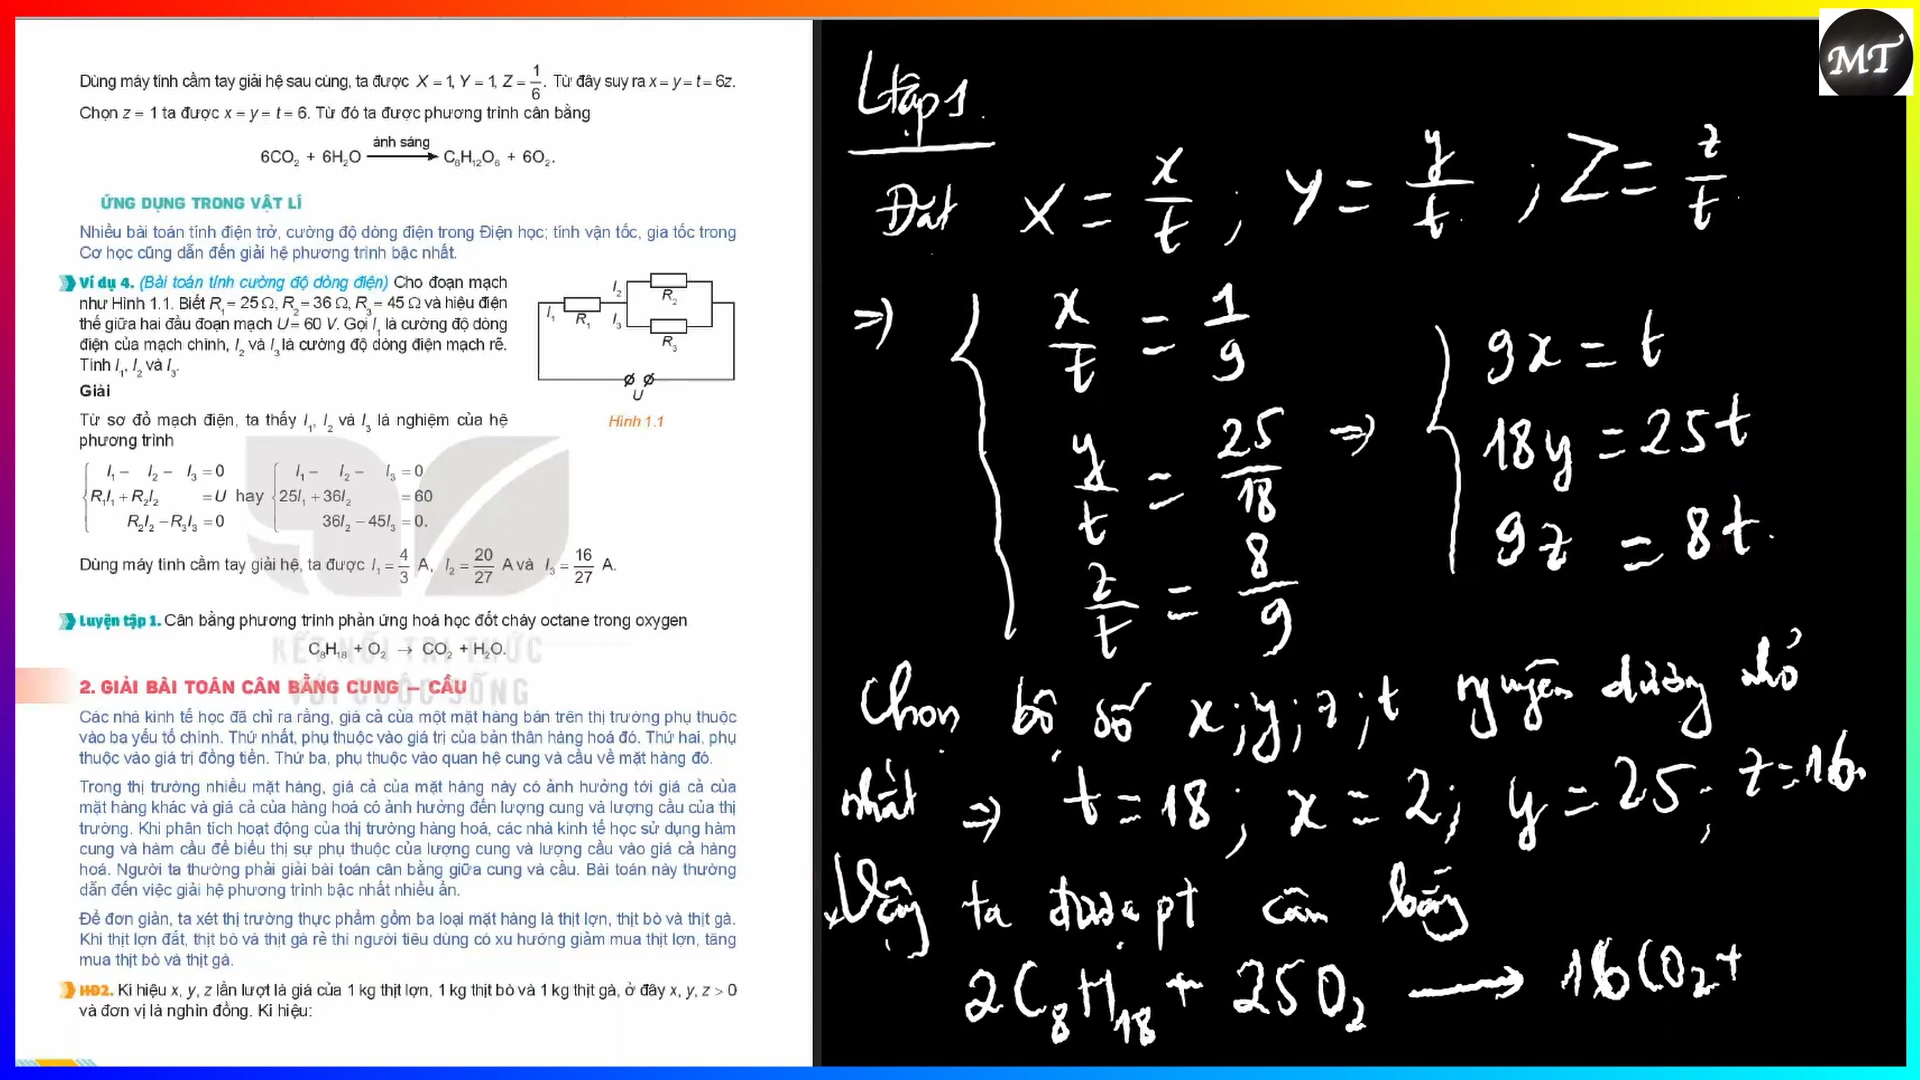 Dùng máy tính cầm tay giải hệ sau cùng, ta được X = 1, Y = 1, Z = 1/6. Từ đây suy ra x = y = t = 6z.
Chọn z = 1 ta được x = y = t = 6. Từ đó ta được phương trình cân bằng
6CO₂ + 6H₂O ánh sáng → C₆H₁₂O₆ + 6O₂.
ỨNG DỤNG TRONG VẬT LÍ
Nhiều bài toán tính điện trở, cường độ dòng điện trong Điện học; tính vận tốc, gia tốc trong
Cơ học cũng dẫn đến giải hệ phương trình bậc nhất.
Ví dụ 4. (Bài toán tính cường độ dòng điện) Cho đoạn mạch
như Hình 1.1. Biết R₁ = 25 Ω, R₂ = 36 Ω, R₃ = 45 Ω và hiệu điện
thế giữa hai đầu đoạn mạch U = 60 V. Gọi I₁ là cường độ dòng
điện của mạch chính, I₂ và I₃ là cường độ dòng điện mạch rẽ.
Tính I₁, I₂ và I₃.
I₁ R₁ I₂ R₂ I₃ R₃ U
Hình 1.1
Giải
Từ sơ đồ mạch điện, ta thấy I₁, I₂ và I₃ là nghiệm của hệ
phương trình
I₁ − I₂ − I₃ = 0 I₁ − I₂ − I₃ = 0
R₁I₁ + R₂I₂ = U hay 25I₁ + 36I₂ = 60
R₂I₂ − R₃I₃ = 0 36I₂ − 45I₃ = 0.
Dùng máy tính cầm tay giải hệ, ta được I₁ = 4/3 A, I₂ = 20/27 A và I₃ = 16/27 A.
Luyện tập 1. Cân bằng phương trình phản ứng hoá học đốt cháy octane trong oxygen
C₈H₁₈ + O₂ → CO₂ + H₂O.
KẾT NỐI TRI THỨC
VỚI CUỘC SỐNG
2. GIẢI BÀI TOÁN CÂN BẰNG CUNG – CẦU
Các nhà kinh tế học đã chỉ ra rằng, giá cả của một mặt hàng bán trên thị trường phụ thuộc
vào ba yếu tố chính. Thứ nhất, phụ thuộc vào giá trị của bản thân hàng hoá đó. Thứ hai, phụ
thuộc vào giá trị đồng tiền. Thứ ba, phụ thuộc vào quan hệ cung và cầu về mặt hàng đó.
Trong thị trường nhiều mặt hàng, giá cả của mặt hàng này có ảnh hưởng tới giá cả của
mặt hàng khác và giá cả của hàng hoá có ảnh hưởng đến lượng cung và lượng cầu của thị
trường. Khi phân tích hoạt động của thị trường hàng hoá, các nhà kinh tế học sử dụng hàm
cung và hàm cầu để biểu thị sự phụ thuộc của lượng cung và lượng cầu vào giá cả hàng
hoá. Người ta thường phải giải bài toán cân bằng giữa cung và cầu. Bài toán này thường
dẫn đến việc giải hệ phương trình bậc nhất nhiều ẩn.
Để đơn giản, ta xét thị trường thực phẩm gồm ba loại mặt hàng là thịt lợn, thịt bò và thịt gà.
Khi thịt lợn đắt, thịt bò và thịt gà rẻ thì người tiêu dùng có xu hướng giảm mua thịt lợn, tăng
mua thịt bò và thịt gà.
HĐ2. Kí hiệu x, y, z lần lượt là giá của 1 kg thịt lợn, 1 kg thịt bò và 1 kg thịt gà, ở đây x, y, z > 0
và đơn vị là nghìn đồng. Kí hiệu:
MT
Ltập 1.
Đặt X = x/t ; Y = y/t ; Z = z/t
=> x/t = 1/9 9x = t
y/t = 25/18 => 18y = 25t
z/t = 8/9 9z = 8t.
Chọn bộ số x; y; z; t nguyên dương nhỏ
nhất => t = 18; x = 2; y = 25; z = 16.
Vậy ta được pt cân bằng
2C₈H₁₈ + 25O₂ → 16CO₂ +